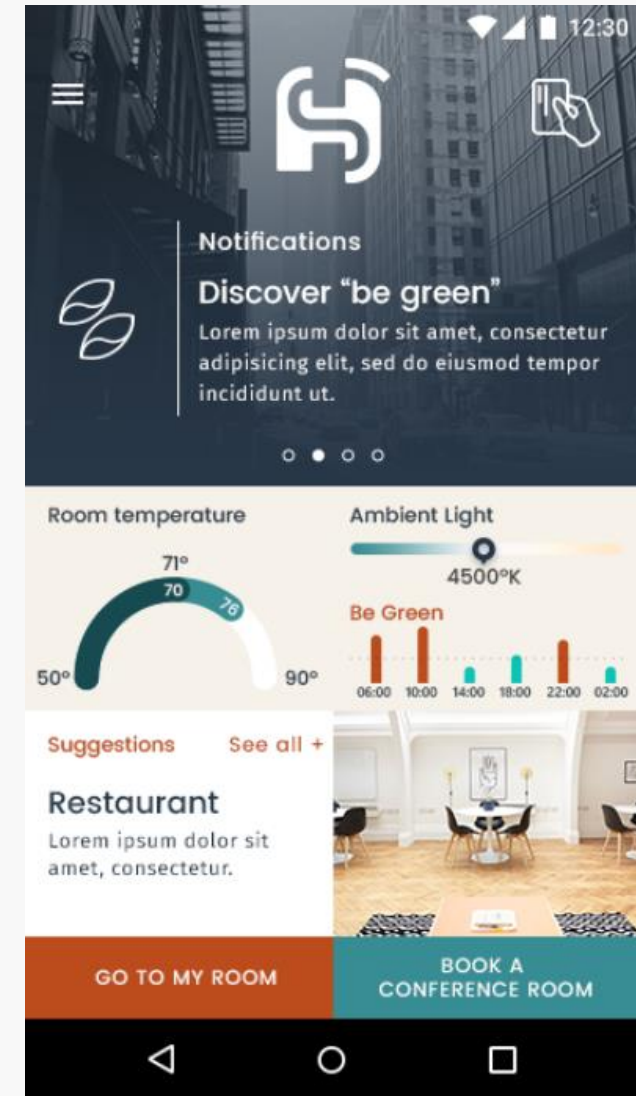 12:30
Notifications
Discover “be green”
Lorem ipsum dolor sit amet, consectetur
adipisicing elit, sed do eiusmod tempor
incididunt ut.
Room temperature
71°
70
76
50°
90°
Ambient Light
4500°K
Be Green
06:00 10:00 14:00 18:00 22:00 02:00
Suggestions See all +
Restaurant
Lorem ipsum dolor sit
amet, consectetur.
GO TO MY ROOM
BOOK A
CONFERENCE ROOM